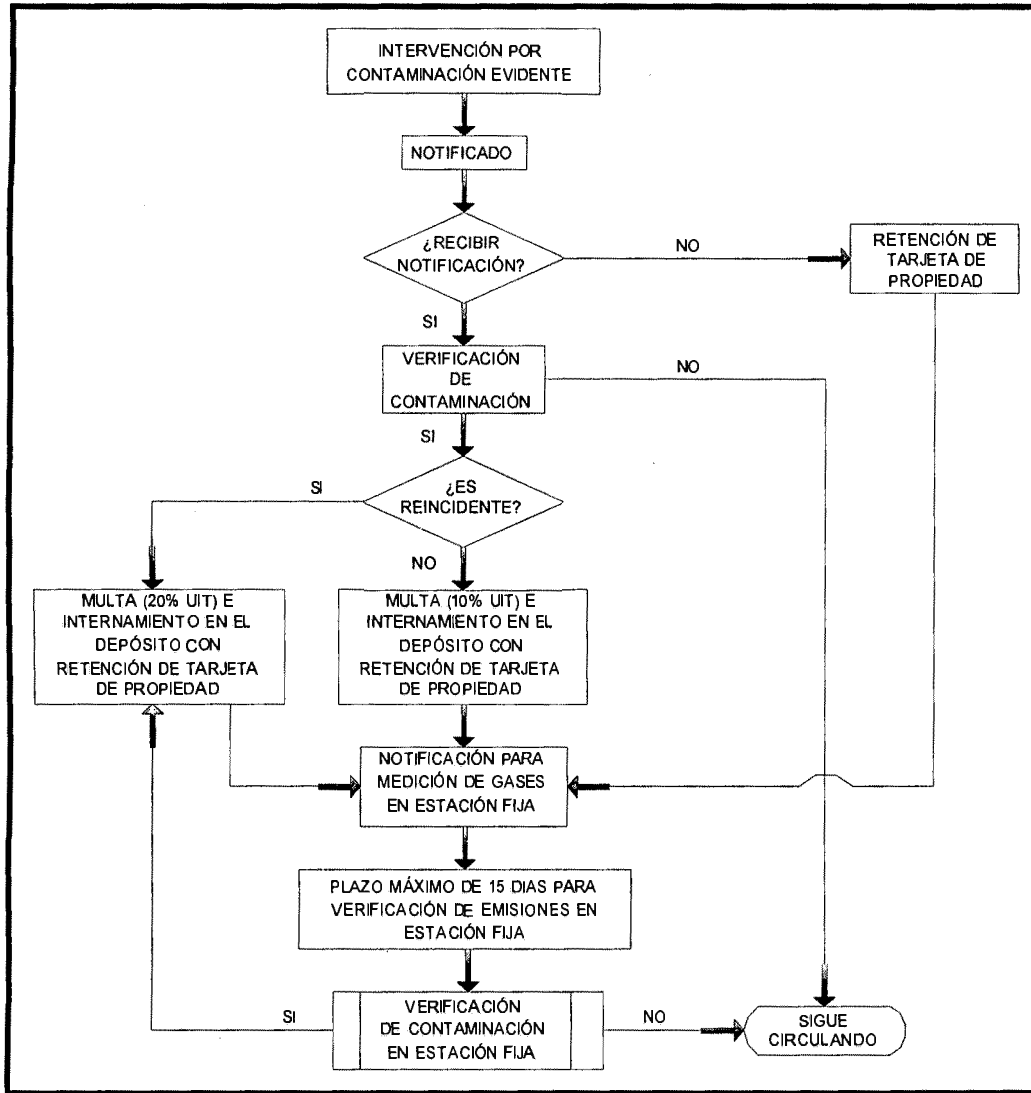 INTERVENCIÓN POR
CONTAMINACIÓN EVIDENTE
NOTIFICADO
¿RECIBIR
NOTIFICACIÓN?
NO
RETENCIÓN DE
TARJETA DE
PROPIEDAD
SI
VERIFICACIÓN
DE
CONTAMINACIÓN
NO
SI
¿ES
REINCIDENTE?
SI
NO
MULTA (20% UIT) E
INTERNAMIENTO EN EL
DEPÓSITO CON
RETENCIÓN DE TARJETA
DE PROPIEDAD
MULTA (10% UIT) E
INTERNAMIENTO EN EL
DEPÓSITO CON
RETENCIÓN DE TARJETA
DE PROPIEDAD
NOTIFICACIÓN PARA
MEDICIÓN DE GASES
EN ESTACIÓN FIJA
PLAZO MÁXIMO DE 15 DIAS PARA
VERIFICACIÓN DE EMISIONES EN
ESTACIÓN FIJA
SI
VERIFICACIÓN
DE CONTAMINACIÓN
EN ESTACIÓN FIJA
NO
SIGUE
CIRCULANDO